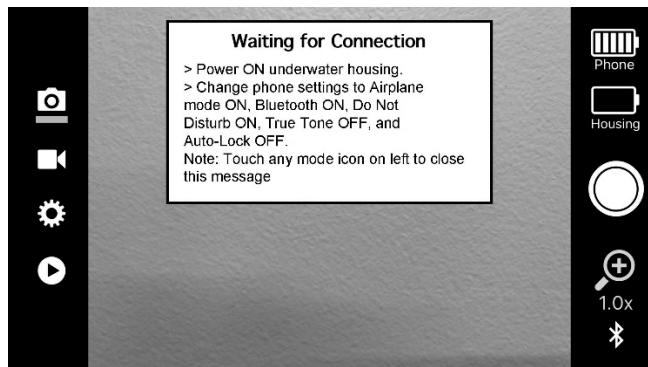 Waiting for Connection
> Power ON underwater housing.
> Change phone settings to Airplane
mode ON, Bluetooth ON, Do Not
Disturb ON, True Tone OFF, and
Auto-Lock OFF.
Note: Touch any mode icon on left to close
this message
Phone
Housing
1.0x